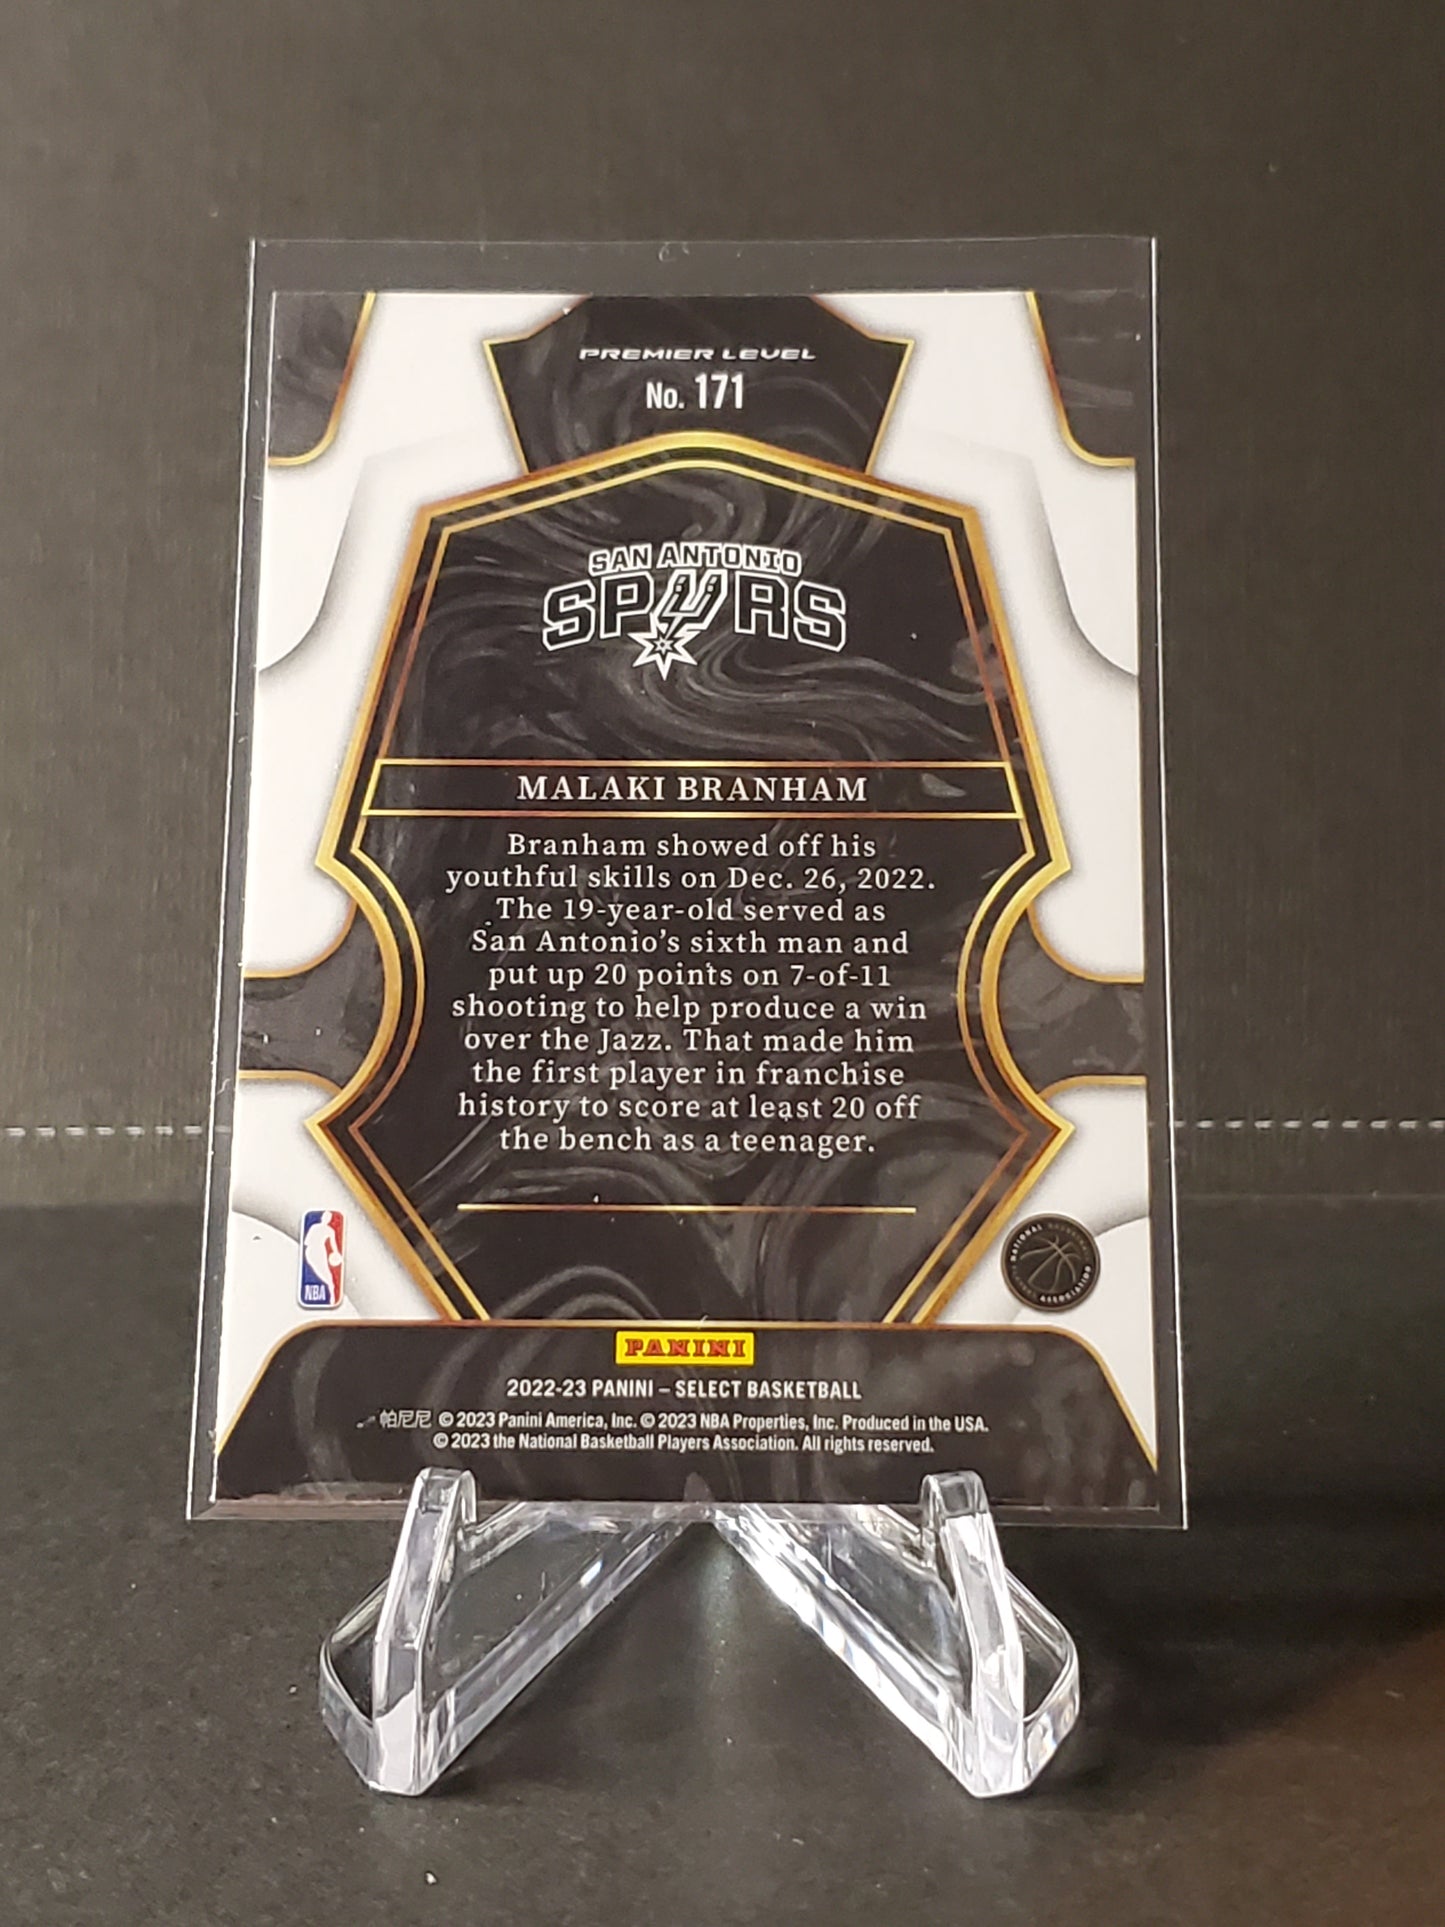 PREMIER LEVEL
No. 171
SAN ANTONIO
SPURS
MALAKI BRANHAM
Branham showed off his
youthful skills on Dec. 26, 2022.
The 19-year-old served as
San Antonio's sixth man and
put up 20 points on 7-of-11
shooting to help produce a win
over the Jazz. That made him
the first player in franchise
history to score at least 20 off
the bench as a teenager.
NBA
NATIONAL BASKETBALL
PLAYERS ASSOCIATION
PANINI
2022-23 PANINI – SELECT BASKETBALL
帕尼尼 © 2023 Panini America, Inc. © 2023 NBA Properties, Inc. Produced in the USA.
© 2023 the National Basketball Players Association. All rights reserved.